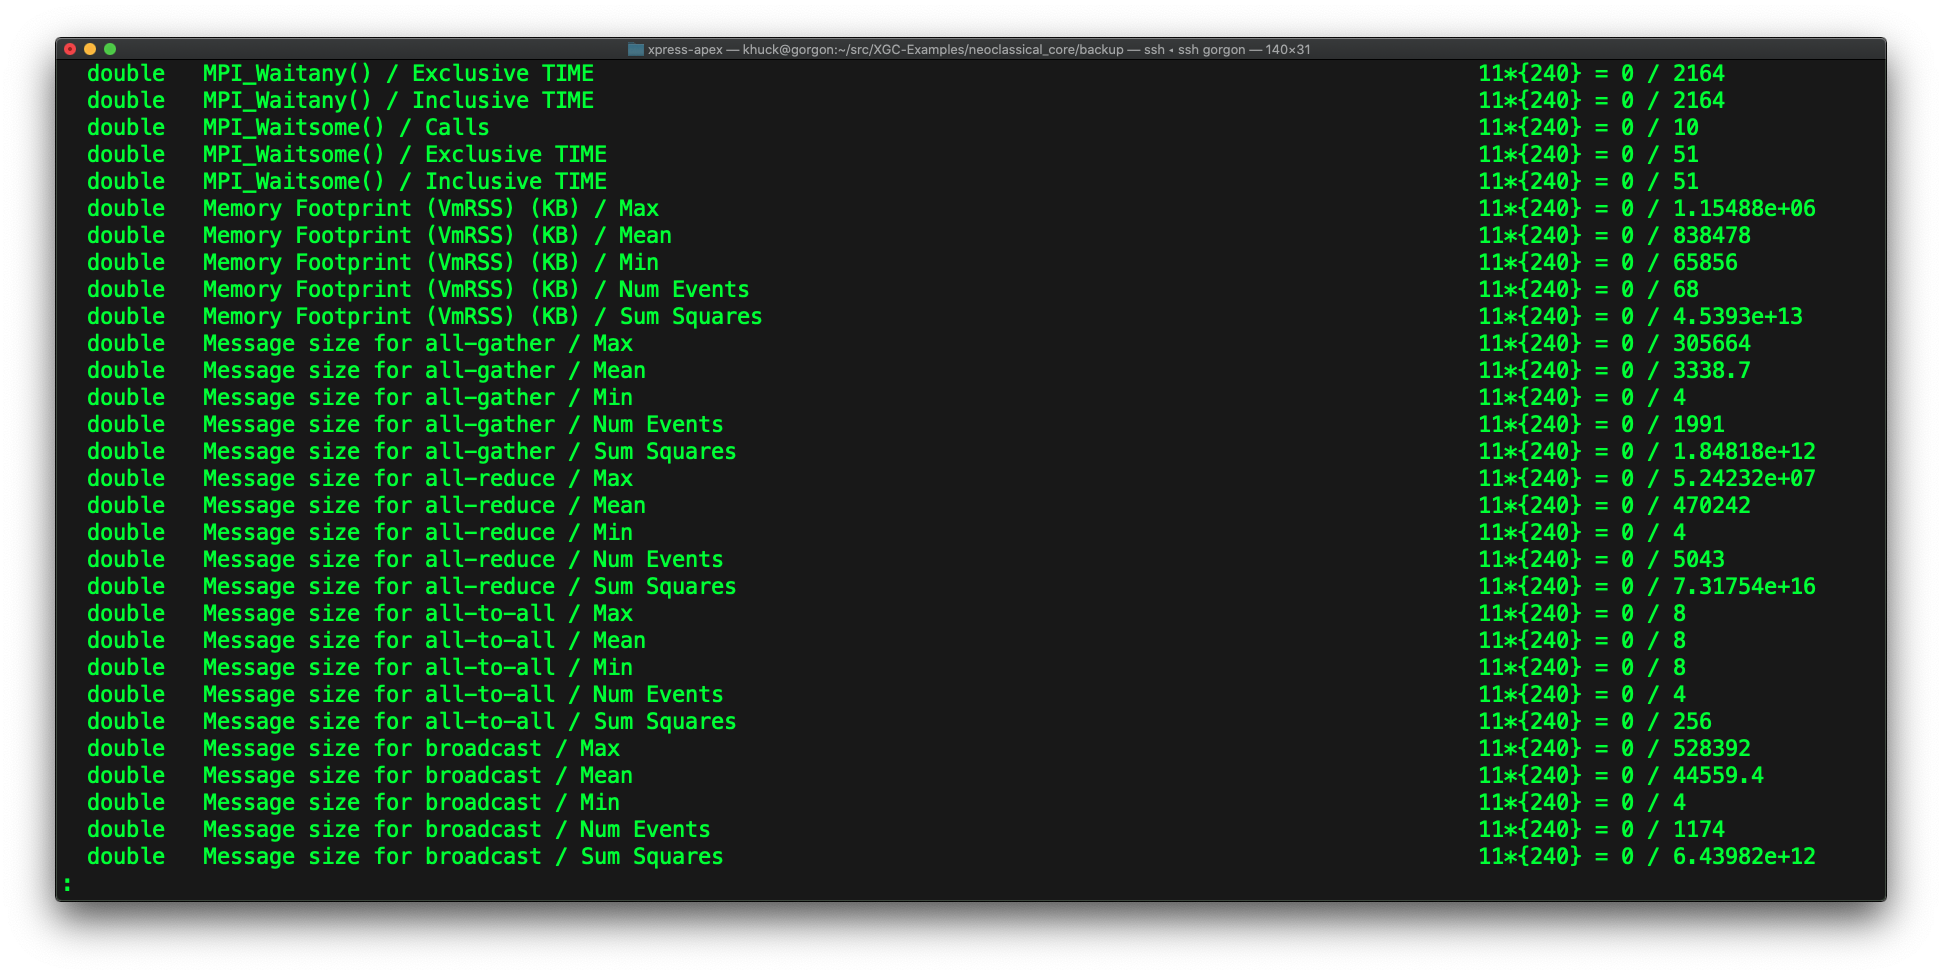 xpress-apex — khuck@gorgon:~/src/XGC-Examples/neoclassical_core/backup — ssh ◂ ssh gorgon — 140×31
double   MPI_Waitany() / Exclusive TIME   11*{240} = 0 / 2164
double   MPI_Waitany() / Inclusive TIME   11*{240} = 0 / 2164
double   MPI_Waitsome() / Calls   11*{240} = 0 / 10
double   MPI_Waitsome() / Exclusive TIME   11*{240} = 0 / 51
double   MPI_Waitsome() / Inclusive TIME   11*{240} = 0 / 51
double   Memory Footprint (VmRSS) (KB) / Max   11*{240} = 0 / 1.15488e+06
double   Memory Footprint (VmRSS) (KB) / Mean   11*{240} = 0 / 838478
double   Memory Footprint (VmRSS) (KB) / Min   11*{240} = 0 / 65856
double   Memory Footprint (VmRSS) (KB) / Num Events   11*{240} = 0 / 68
double   Memory Footprint (VmRSS) (KB) / Sum Squares   11*{240} = 0 / 4.5393e+13
double   Message size for all-gather / Max   11*{240} = 0 / 305664
double   Message size for all-gather / Mean   11*{240} = 0 / 3338.7
double   Message size for all-gather / Min   11*{240} = 0 / 4
double   Message size for all-gather / Num Events   11*{240} = 0 / 1991
double   Message size for all-gather / Sum Squares   11*{240} = 0 / 1.84818e+12
double   Message size for all-reduce / Max   11*{240} = 0 / 5.24232e+07
double   Message size for all-reduce / Mean   11*{240} = 0 / 470242
double   Message size for all-reduce / Min   11*{240} = 0 / 4
double   Message size for all-reduce / Num Events   11*{240} = 0 / 5043
double   Message size for all-reduce / Sum Squares   11*{240} = 0 / 7.31754e+16
double   Message size for all-to-all / Max   11*{240} = 0 / 8
double   Message size for all-to-all / Mean   11*{240} = 0 / 8
double   Message size for all-to-all / Min   11*{240} = 0 / 8
double   Message size for all-to-all / Num Events   11*{240} = 0 / 4
double   Message size for all-to-all / Sum Squares   11*{240} = 0 / 256
double   Message size for broadcast / Max   11*{240} = 0 / 528392
double   Message size for broadcast / Mean   11*{240} = 0 / 44559.4
double   Message size for broadcast / Min   11*{240} = 0 / 4
double   Message size for broadcast / Num Events   11*{240} = 0 / 1174
double   Message size for broadcast / Sum Squares   11*{240} = 0 / 6.43982e+12
: